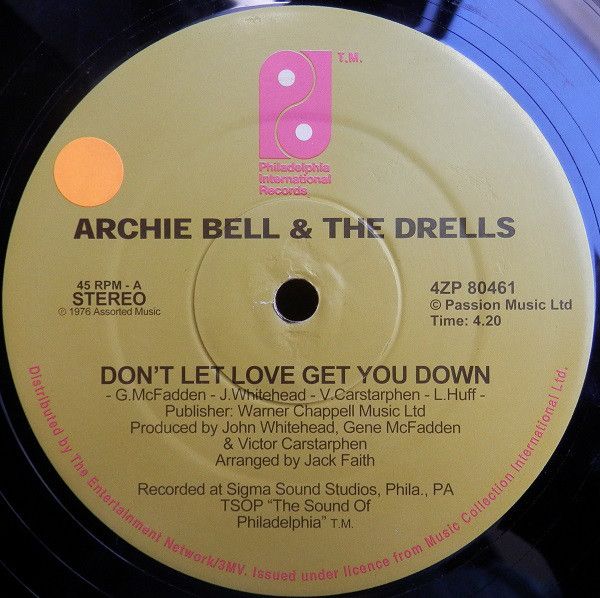 T.M.
Philadelphia
International
Records
ARCHIE BELL & THE DRELLS
45 RPM - A
STEREO
℗ 1976 Assorted Music
4ZP 80461
© Passion Music Ltd
Time: 4.20
DON'T LET LOVE GET YOU DOWN
- G.McFadden - J.Whitehead - V.Carstarphen - L.Huff -
Publisher: Warner Chappell Music Ltd
Produced by John Whitehead, Gene McFadden
& Victor Carstarphen
Arranged by Jack Faith
Recorded at Sigma Sound Studios, Phila., PA
TSOP "The Sound Of
Philadelphia" T.M.
Distributed by The Entertainment Network/3MV. Issued under licence from Music Collection International Ltd.